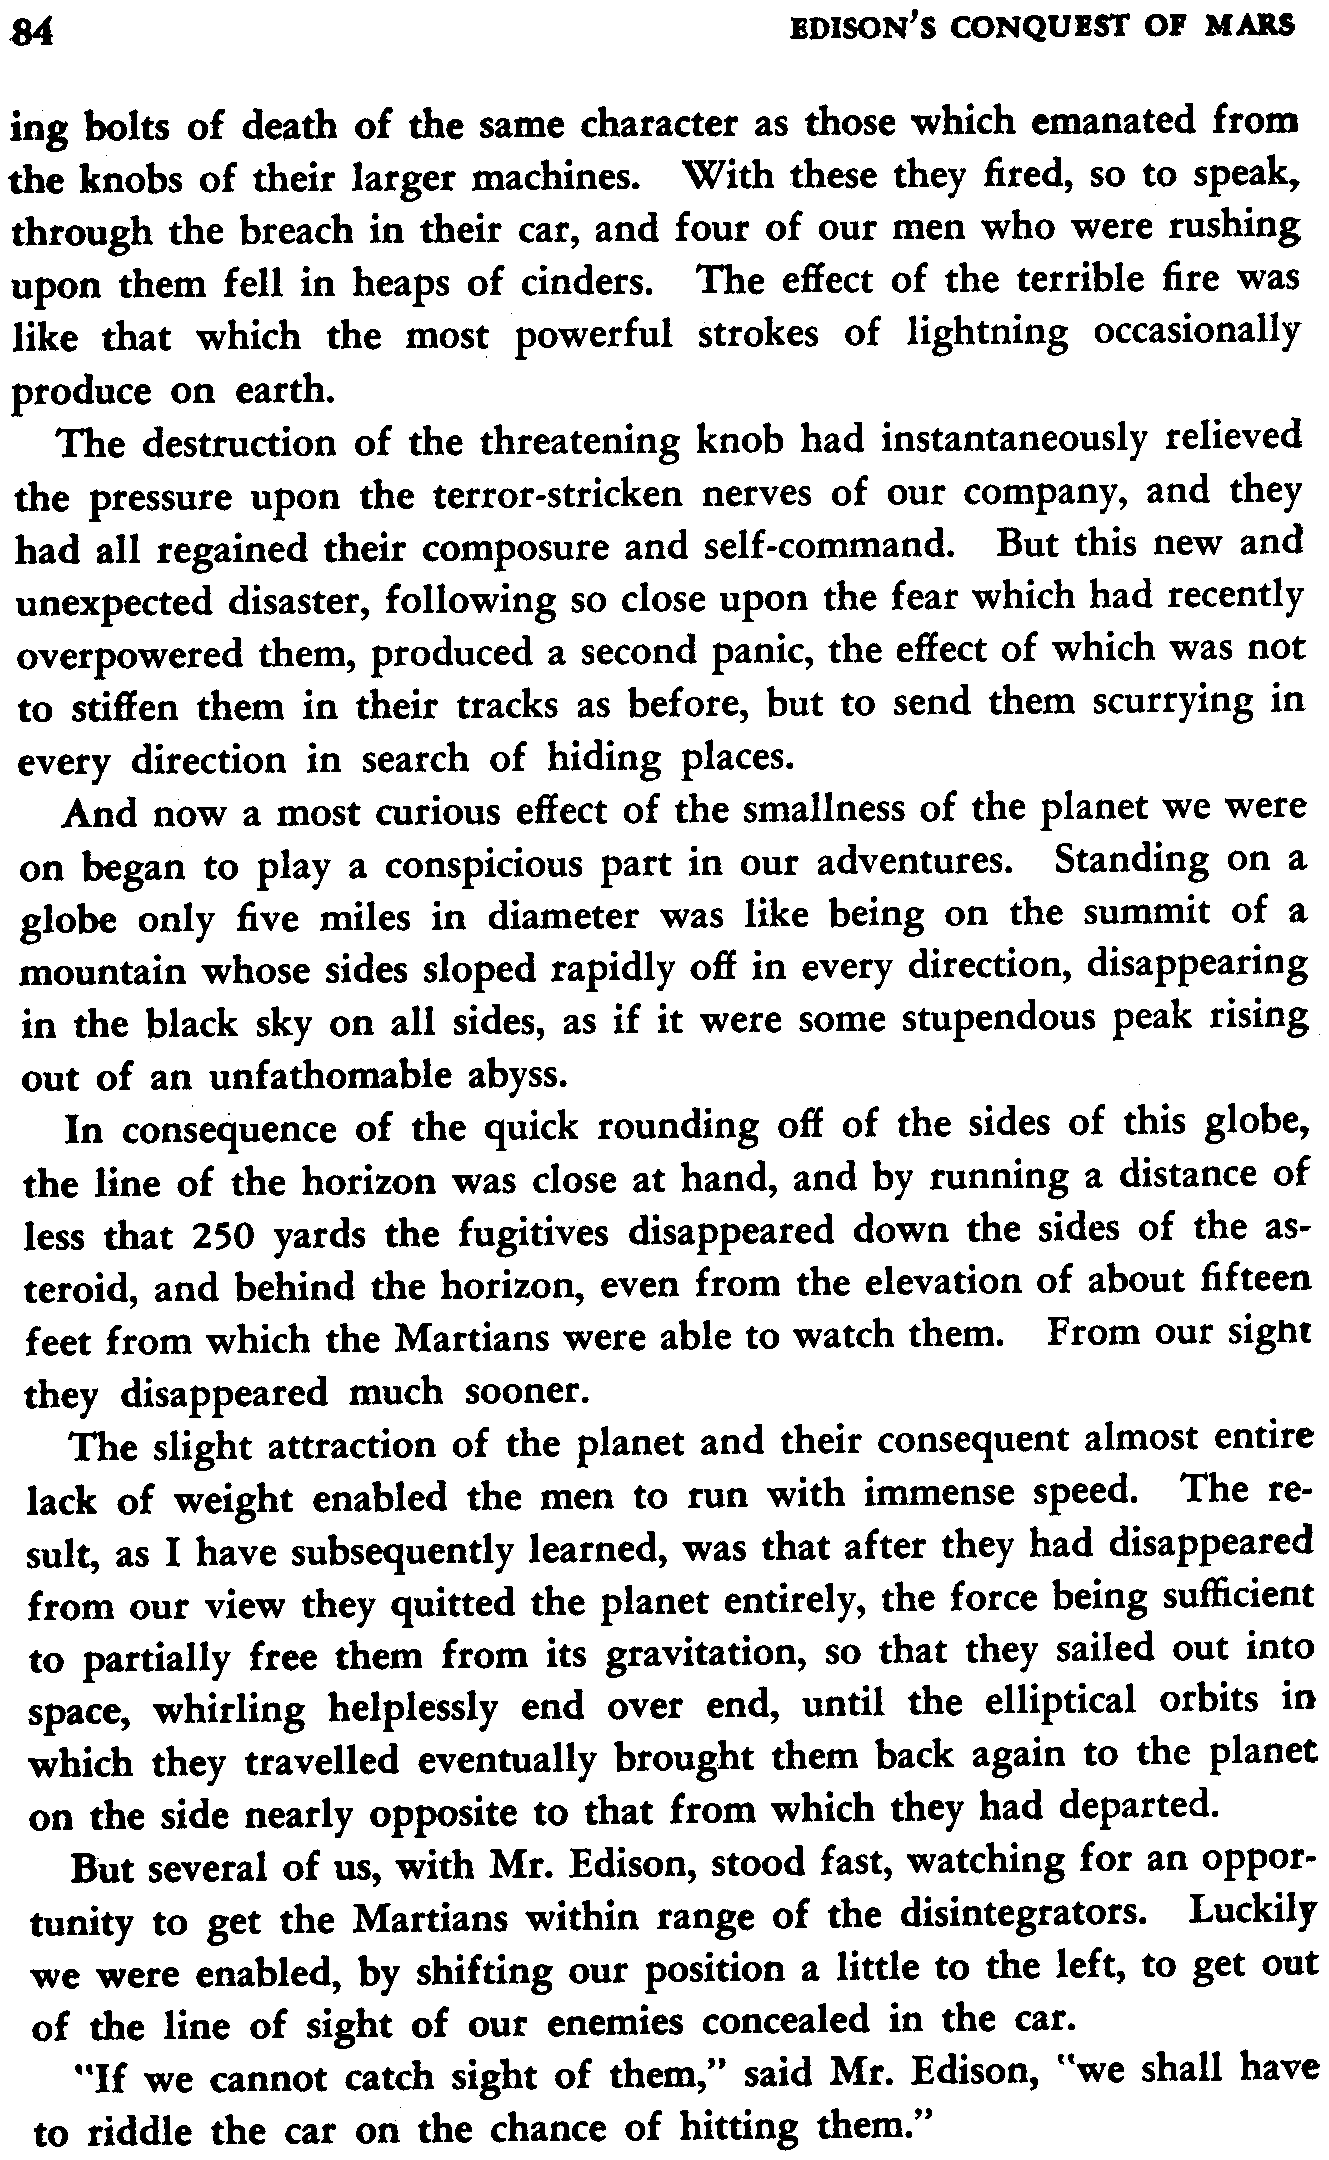 84 EDISON'S CONQUEST OF MARS
ing bolts of death of the same character as those which emanated from
the knobs of their larger machines. With these they fired, so to speak,
through the breach in their car, and four of our men who were rushing
upon them fell in heaps of cinders. The effect of the terrible fire was
like that which the most powerful strokes of lightning occasionally
produce on earth.
The destruction of the threatening knob had instantaneously relieved
the pressure upon the terror-stricken nerves of our company, and they
had all regained their composure and self-command. But this new and
unexpected disaster, following so close upon the fear which had recently
overpowered them, produced a second panic, the effect of which was not
to stiffen them in their tracks as before, but to send them scurrying in
every direction in search of hiding places.
And now a most curious effect of the smallness of the planet we were
on began to play a conspicious part in our adventures. Standing on a
globe only five miles in diameter was like being on the summit of a
mountain whose sides sloped rapidly off in every direction, disappearing
in the black sky on all sides, as if it were some stupendous peak rising
out of an unfathomable abyss.
In consequence of the quick rounding off of the sides of this globe,
the line of the horizon was close at hand, and by running a distance of
less that 250 yards the fugitives disappeared down the sides of the as-
teroid, and behind the horizon, even from the elevation of about fifteen
feet from which the Martians were able to watch them. From our sight
they disappeared much sooner.
The slight attraction of the planet and their consequent almost entire
lack of weight enabled the men to run with immense speed. The re-
sult, as I have subsequently learned, was that after they had disappeared
from our view they quitted the planet entirely, the force being sufficient
to partially free them from its gravitation, so that they sailed out into
space, whirling helplessly end over end, until the elliptical orbits in
which they travelled eventually brought them back again to the planet
on the side nearly opposite to that from which they had departed.
But several of us, with Mr. Edison, stood fast, watching for an oppor-
tunity to get the Martians within range of the disintegrators. Luckily
we were enabled, by shifting our position a little to the left, to get out
of the line of sight of our enemies concealed in the car.
"If we cannot catch sight of them," said Mr. Edison, "we shall have
to riddle the car on the chance of hitting them."